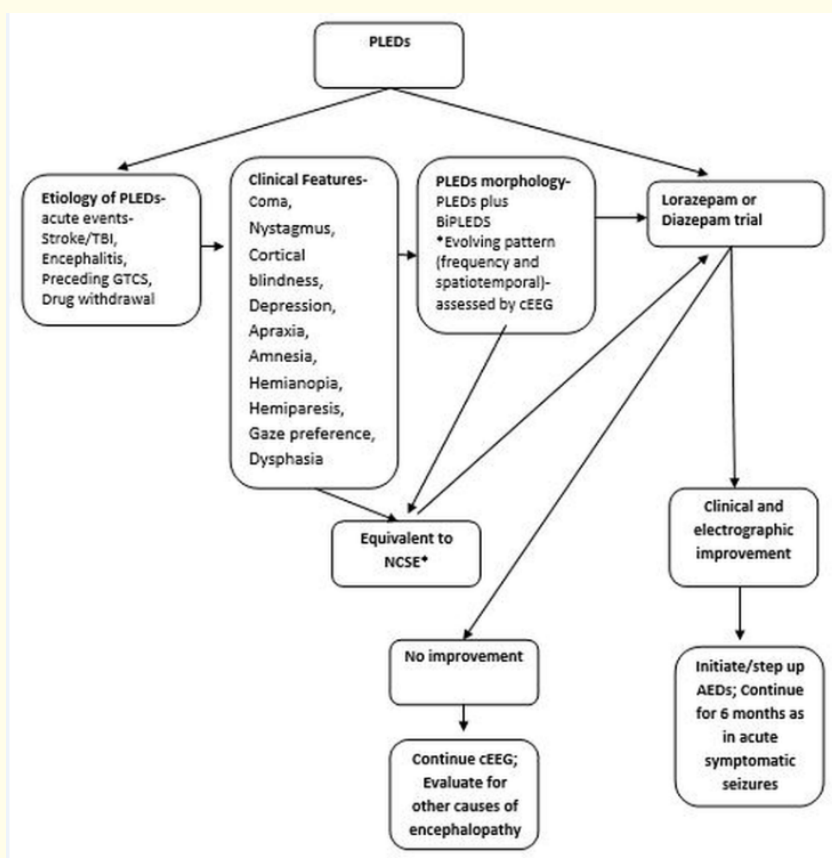 PLEDs
Etiology of PLEDs-
acute events-
Stroke/TBI,
Encephalitis,
Preceding GTCS,
Drug withdrawal
Clinical Features-
Coma,
Nystagmus,
Cortical
blindness,
Depression,
Apraxia,
Amnesia,
Hemianopia,
Hemiparesis,
Gaze preference,
Dysphasia
PLEDs morphology-
PLEDs plus
BiPLEDS
*Evolving pattern
(frequency and
spatiotemporal)-
assessed by cEEG
Lorazepam or
Diazepam trial
Equivalent to
NCSE*
Clinical and
electrographic
improvement
No improvement
Initiate/step up
AEDs; Continue
for 6 months as
in acute
symptomatic
seizures
Continue cEEG;
Evaluate for
other causes of
encephalopathy